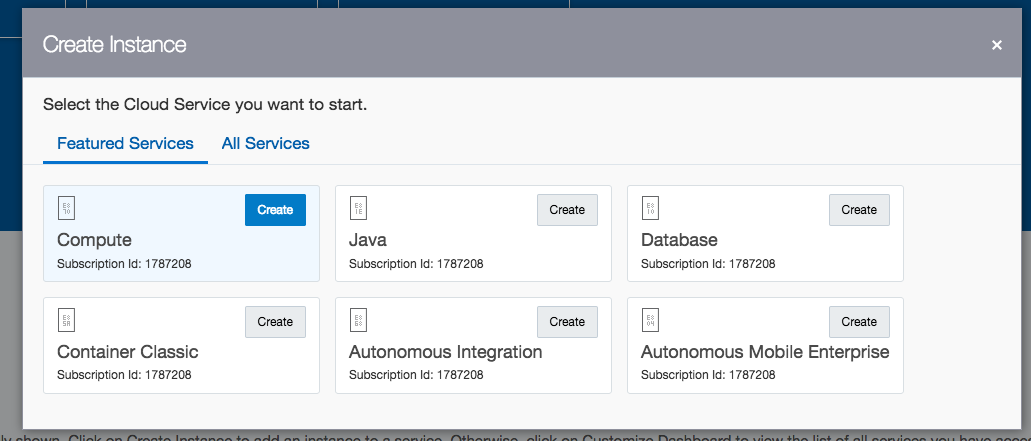 Create Instance
×
Select the Cloud Service you want to start.
Featured Services All Services
Create
Compute
Subscription Id: 1787208
Create
Java
Subscription Id: 1787208
Create
Database
Subscription Id: 1787208
Create
Container Classic
Subscription Id: 1787208
Create
Autonomous Integration
Subscription Id: 1787208
Create
Autonomous Mobile Enterprise
Subscription Id: 1787208
shown. Click on Create Instance to add an instance to a service. Otherwise, click on Customize Dashboard to view the list of all services you have